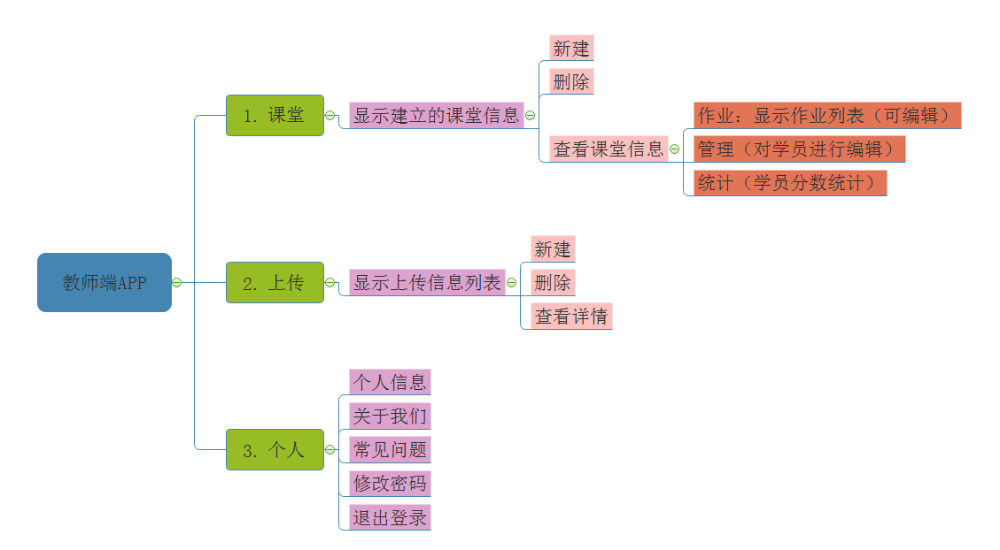 教师端APP
1. 课堂
显示建立的课堂信息
新建
删除
查看课堂信息
作业：显示作业列表（可编辑）
管理（对学员进行编辑）
统计（学员分数统计）
2. 上传
显示上传信息列表
新建
删除
查看详情
3. 个人
个人信息
关于我们
常见问题
修改密码
退出登录